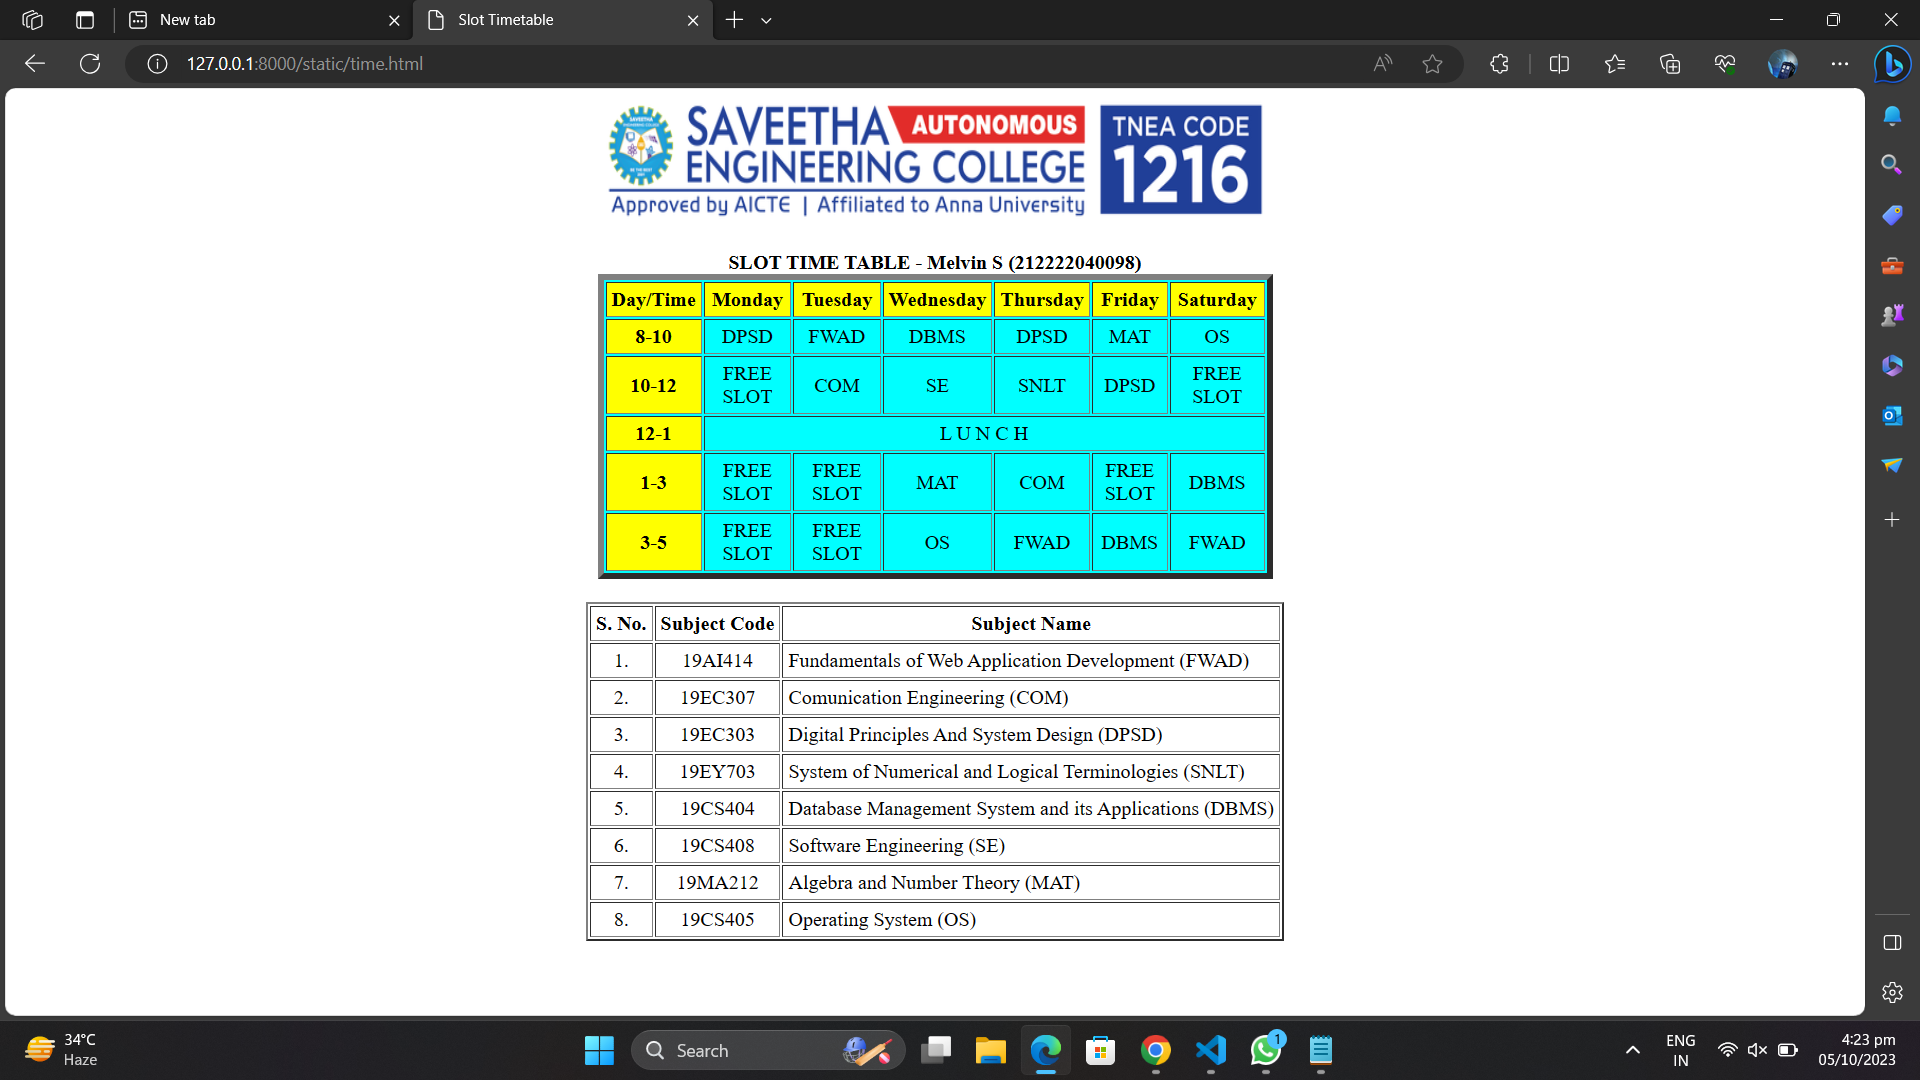 New tab
Slot Timetable
127.0.0.1:8000/static/time.html
SAVEETHA AUTONOMOUS
ENGINEERING COLLEGE
Approved by AICTE | Affiliated to Anna University
TNEA CODE
1216
SLOT TIME TABLE - Melvin S (212222040098)
Day/Time Monday Tuesday Wednesday Thursday Friday Saturday
8-10 DPSD FWAD DBMS DPSD MAT OS
10-12 FREE SLOT COM SE SNLT DPSD FREE SLOT
12-1 L U N C H
1-3 FREE SLOT FREE SLOT MAT COM FREE SLOT DBMS
3-5 FREE SLOT FREE SLOT OS FWAD DBMS FWAD
S. No. Subject Code Subject Name
1. 19AI414 Fundamentals of Web Application Development (FWAD)
2. 19EC307 Comunication Engineering (COM)
3. 19EC303 Digital Principles And System Design (DPSD)
4. 19EY703 System of Numerical and Logical Terminologies (SNLT)
5. 19CS404 Database Management System and its Applications (DBMS)
6. 19CS408 Software Engineering (SE)
7. 19MA212 Algebra and Number Theory (MAT)
8. 19CS405 Operating System (OS)
34°C
Haze
Search
1
ENG
IN
4:23 pm
05/10/2023